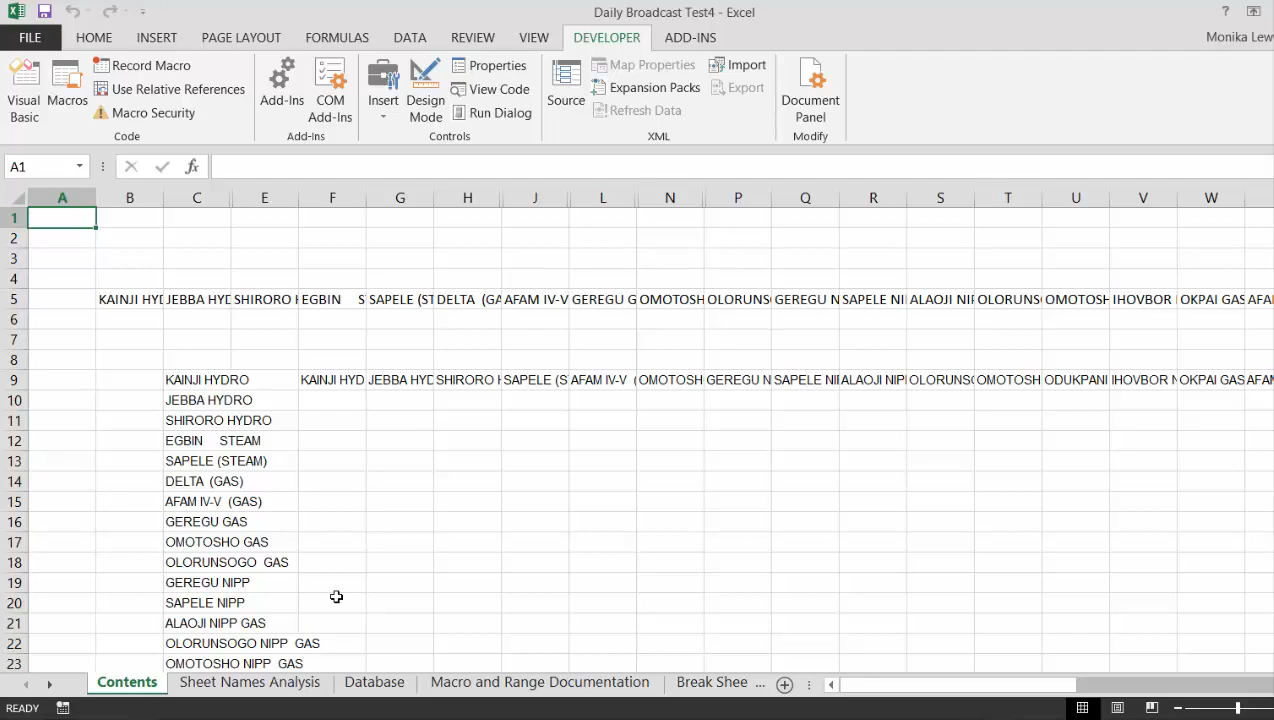 Daily Broadcast Test4 - Excel
?
FILE HOME INSERT PAGE LAYOUT FORMULAS DATA REVIEW VIEW DEVELOPER ADD-INS Monika Lew
Visual Basic
Macros
Record Macro
Use Relative References
Macro Security
Code
Add-Ins
COM Add-Ins
Add-Ins
Insert
Design Mode
Properties
View Code
Run Dialog
Controls
Source
Map Properties
Expansion Packs
Refresh Data
Import
Export
XML
Document Panel
Modify
A1 fx
A B C E F G H J L N P Q R S T U V W
1
2
3
4
5 KAINJI HYD JEBBA HYD SHIRORO H EGBIN S SAPELE (ST DELTA (GA AFAM IV-V GEREGU G OMOTOSH OLORUNS GEREGU N SAPELE NI ALAOJI NIP OLORUNS OMOTOSH IHOVBOR OKPAI GAS AFA
6
7
8
9 KAINJI HYDRO KAINJI HYD JEBBA HYD SHIRORO H SAPELE (S AFAM IV-V ( OMOTOSH GEREGU N SAPELE NI ALAOJI NIP OLORUNSO OMOTOSH ODUKPANI IHOVBOR N OKPAI GAS AFA
10 JEBBA HYDRO
11 SHIRORO HYDRO
12 EGBIN STEAM
13 SAPELE (STEAM)
14 DELTA (GAS)
15 AFAM IV-V (GAS)
16 GEREGU GAS
17 OMOTOSHO GAS
18 OLORUNSOGO GAS
19 GEREGU NIPP
20 SAPELE NIPP
21 ALAOJI NIPP GAS
22 OLORUNSOGO NIPP GAS
23 OMOTOSHO NIPP GAS
Contents Sheet Names Analysis Database Macro and Range Documentation Break Shee ...
READY